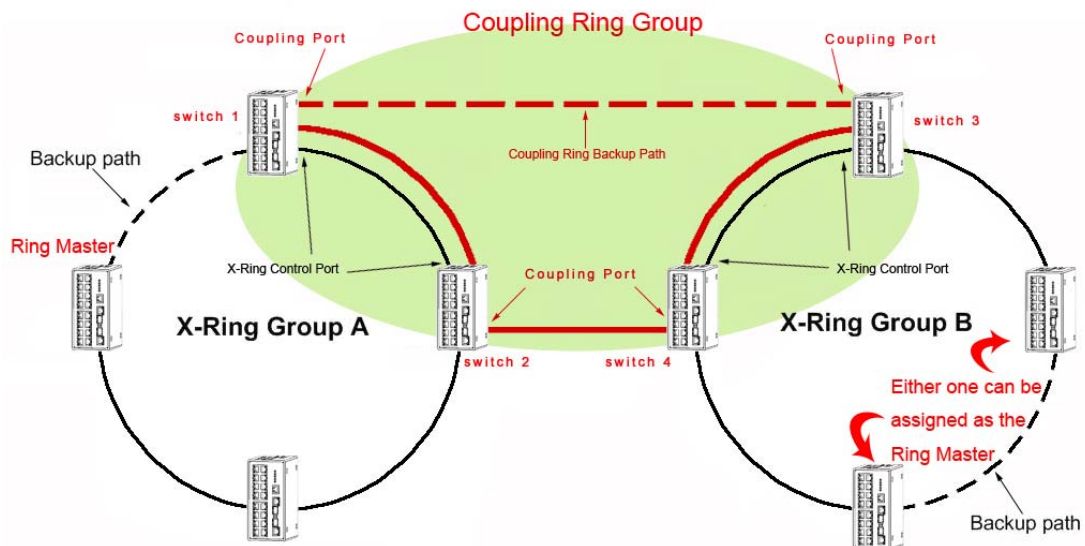 Coupling Ring Group
Coupling Port
Coupling Port
switch 1
switch 3
Coupling Ring Backup Path
Backup path
Ring Master
X-Ring Control Port
X-Ring Control Port
Coupling Port
X-Ring Group A
X-Ring Group B
switch 2
switch 4
Either one can be
assigned as the
Ring Master
Backup path